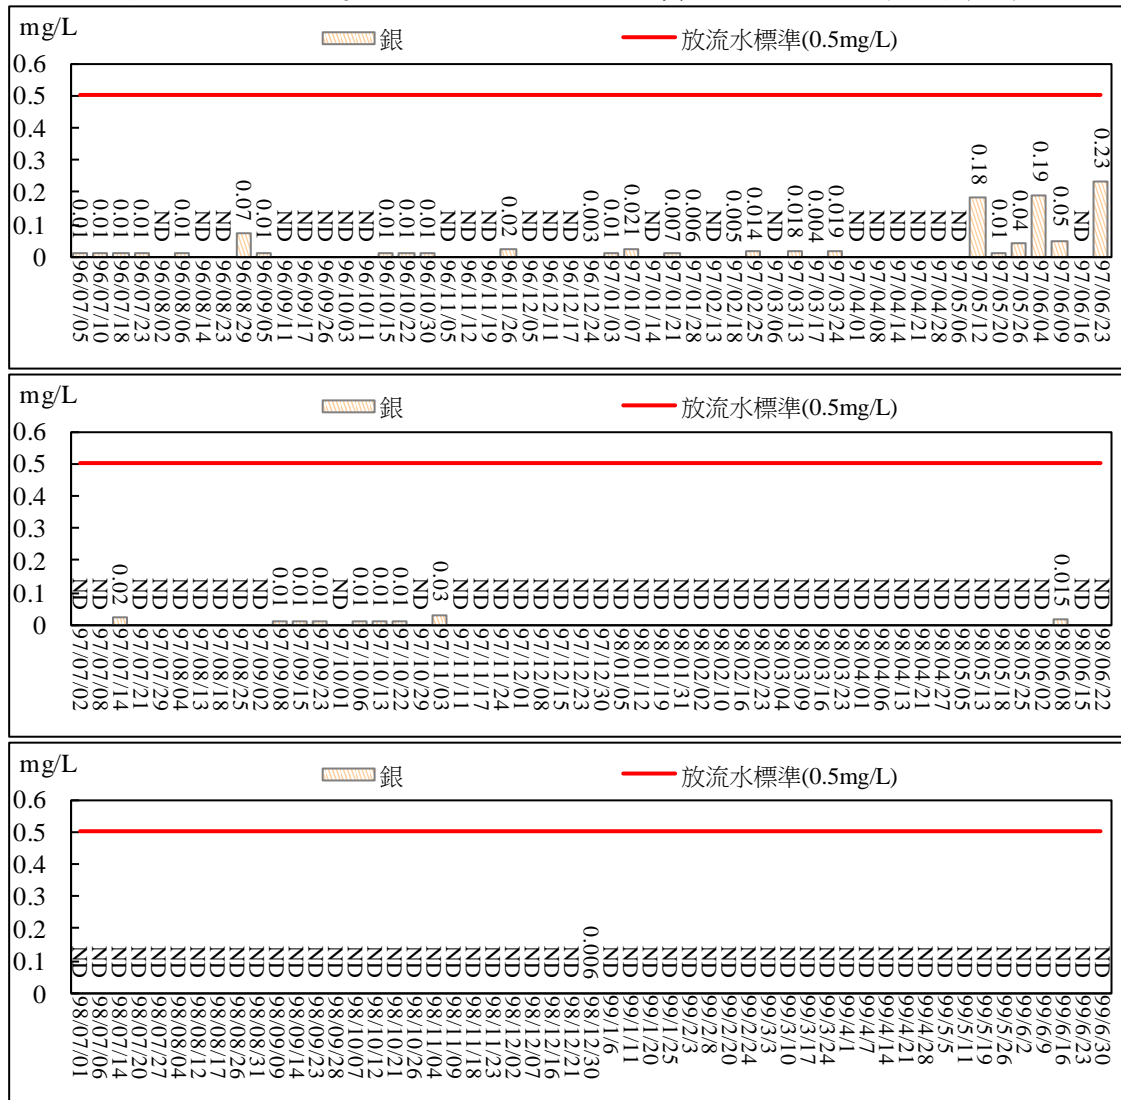 mg/L
銀
放流水標準(0.5mg/L)
0.6
0.5
0.4
0.3
0.2
0.1
0
0.01 0.01 0.01 0.01 ND 0.01 ND ND 0.07 0.01 ND ND ND ND ND 0.01 0.01 0.01 ND ND ND 0.02 ND ND ND 0.003 0.01 0.021 ND 0.007 0.006 ND 0.005 0.014 ND 0.018 0.004 0.019 ND ND ND ND ND ND 0.18 0.01 0.04 0.19 0.05 ND 0.23
96/07/05 96/07/10 96/07/18 96/07/23 96/08/02 96/08/06 96/08/14 96/08/23 96/08/29 96/09/05 96/09/11 96/09/17 96/09/26 96/10/03 96/10/11 96/10/15 96/10/22 96/10/30 96/11/05 96/11/12 96/11/19 96/11/26 96/12/05 96/12/11 96/12/17 96/12/24 97/01/03 97/01/07 97/01/14 97/01/21 97/01/28 97/02/13 97/02/18 97/02/25 97/03/06 97/03/13 97/03/17 97/03/24 97/04/01 97/04/08 97/04/14 97/04/21 97/04/28 97/05/06 97/05/12 97/05/20 97/05/26 97/06/04 97/06/09 97/06/16 97/06/23
mg/L
銀
放流水標準(0.5mg/L)
0.6
0.5
0.4
0.3
0.2
0.1
0
ND ND 0.02 ND ND ND ND ND ND ND 0.01 0.01 0.01 ND 0.01 0.01 0.01 ND 0.03 ND ND ND ND ND ND ND ND ND ND ND ND ND ND ND ND ND ND ND ND ND ND ND ND ND ND ND ND ND ND 0.015 ND ND
97/07/02 97/07/08 97/07/14 97/07/21 97/07/29 97/08/04 97/08/13 97/08/18 97/08/25 97/09/02 97/09/08 97/09/15 97/09/23 97/10/01 97/10/06 97/10/13 97/10/22 97/10/29 97/11/03 97/11/11 97/11/17 97/11/24 97/12/01 97/12/08 97/12/15 97/12/23 97/12/30 98/01/05 98/01/12 98/01/19 98/01/31 98/02/02 98/02/10 98/02/16 98/02/23 98/03/04 98/03/09 98/03/16 98/03/23 98/04/01 98/04/06 98/04/13 98/04/21 98/04/27 98/05/05 98/05/13 98/05/18 98/05/25 98/06/02 98/06/08 98/06/15 98/06/22
mg/L
銀
放流水標準(0.5mg/L)
0.6
0.5
0.4
0.3
0.2
0.1
0
ND ND ND ND ND ND ND ND ND ND ND ND ND ND ND ND ND ND ND ND ND ND ND ND ND ND 0.006 ND ND ND ND ND ND ND ND ND ND ND ND ND ND ND ND ND ND ND ND ND ND ND ND ND ND
98/07/01 98/07/06 98/07/14 98/07/20 98/07/27 98/08/04 98/08/12 98/08/17 98/08/26 98/08/31 98/09/09 98/09/14 98/09/23 98/09/28 98/10/07 98/10/12 98/10/21 98/10/26 98/11/04 98/11/09 98/11/18 98/11/23 98/12/02 98/12/07 98/12/16 98/12/21 98/12/30 99/1/6 99/1/11 99/1/20 99/1/25 99/2/3 99/2/8 99/2/20 99/2/24 99/3/3 99/3/10 99/3/17 99/3/24 99/4/1 99/4/7 99/4/14 99/4/21 99/4/28 99/5/5 99/5/11 99/5/19 99/5/26 99/6/2 99/6/9 99/6/16 99/6/23 99/6/30